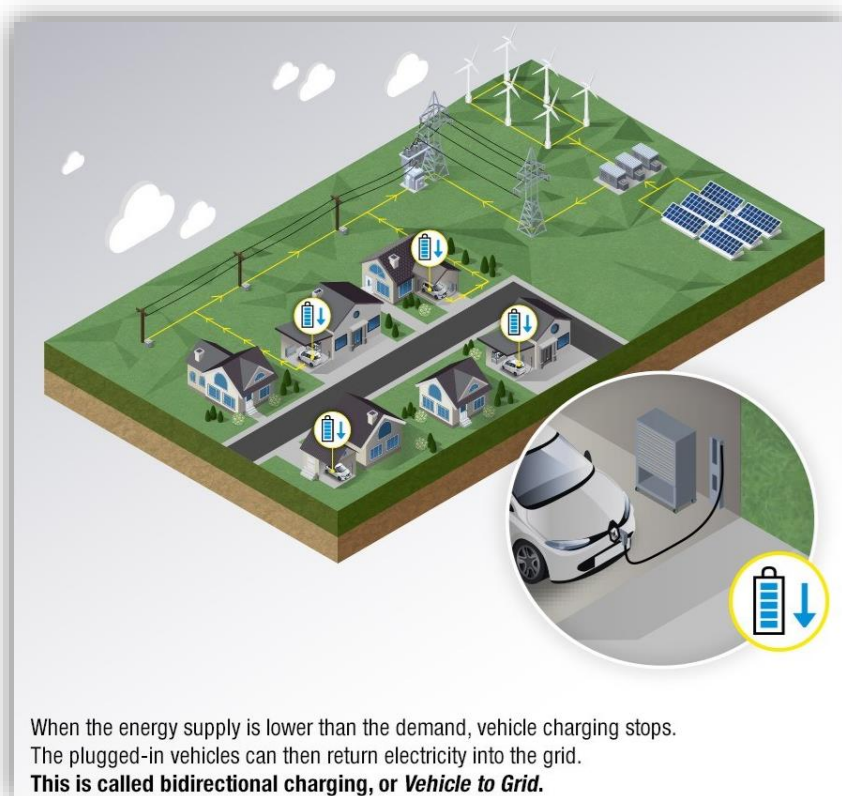 When the energy supply is lower than the demand, vehicle charging stops.
The plugged-in vehicles can then return electricity into the grid.
This is called bidirectional charging, or Vehicle to Grid.